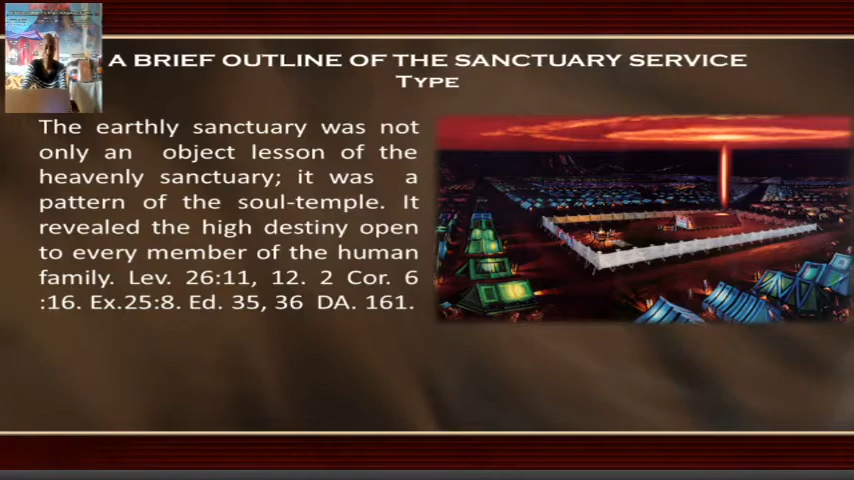 A BRIEF OUTLINE OF THE SANCTUARY SERVICE
TYPE
The earthly sanctuary was not
only an object lesson of the
heavenly sanctuary; it was a
pattern of the soul-temple. It
revealed the high destiny open
to every member of the human
family. Lev. 26:11, 12. 2 Cor. 6
:16. Ex.25:8. Ed. 35, 36 DA. 161.